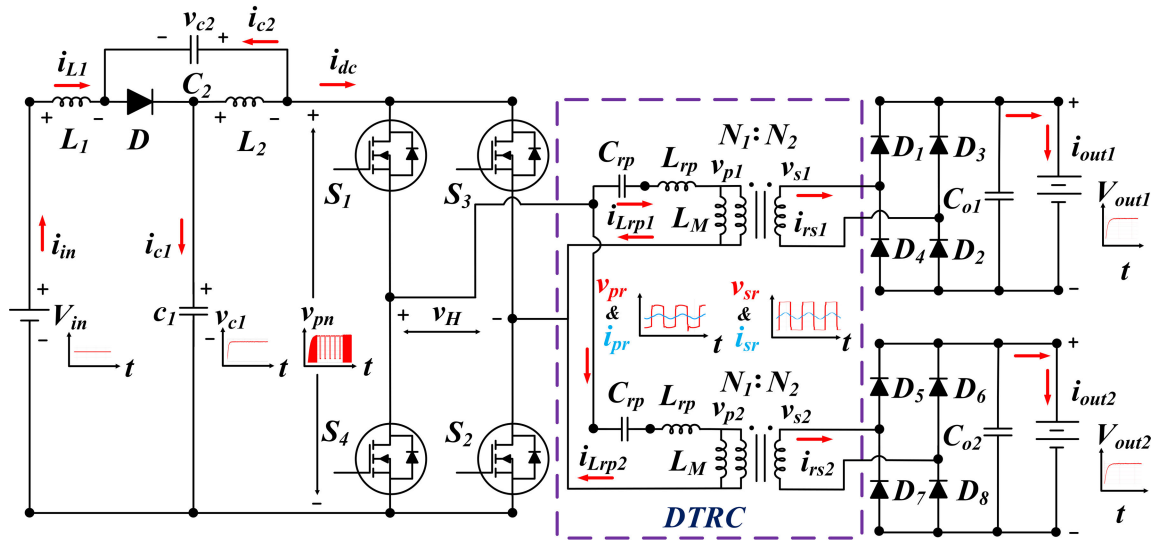 v_c2
i_c2
− +
i_L1
C_2
i_dc
+ −
L_1
D
+ −
L_2
+
S_1
S_3
i_in
i_c1
+
V_in
−
t
c_1
+
−
v_c1
t
v_pn
t
−
+
v_H
−
S_4
S_2
N_1:N_2
C_rp
L_rp
v_p1
v_s1
i_Lrp1
L_M
i_rs1
v_pr
&
i_pr
t
v_sr
&
i_sr
t
N_1:N_2
C_rp
L_rp
v_p2
v_s2
i_Lrp2
L_M
i_rs2
DTRC
+
D_1
D_3
i_out1
C_o1
V_out1
D_4
D_2
t
−
+
D_5
D_6
i_out2
C_o2
V_out2
D_7
D_8
t
−